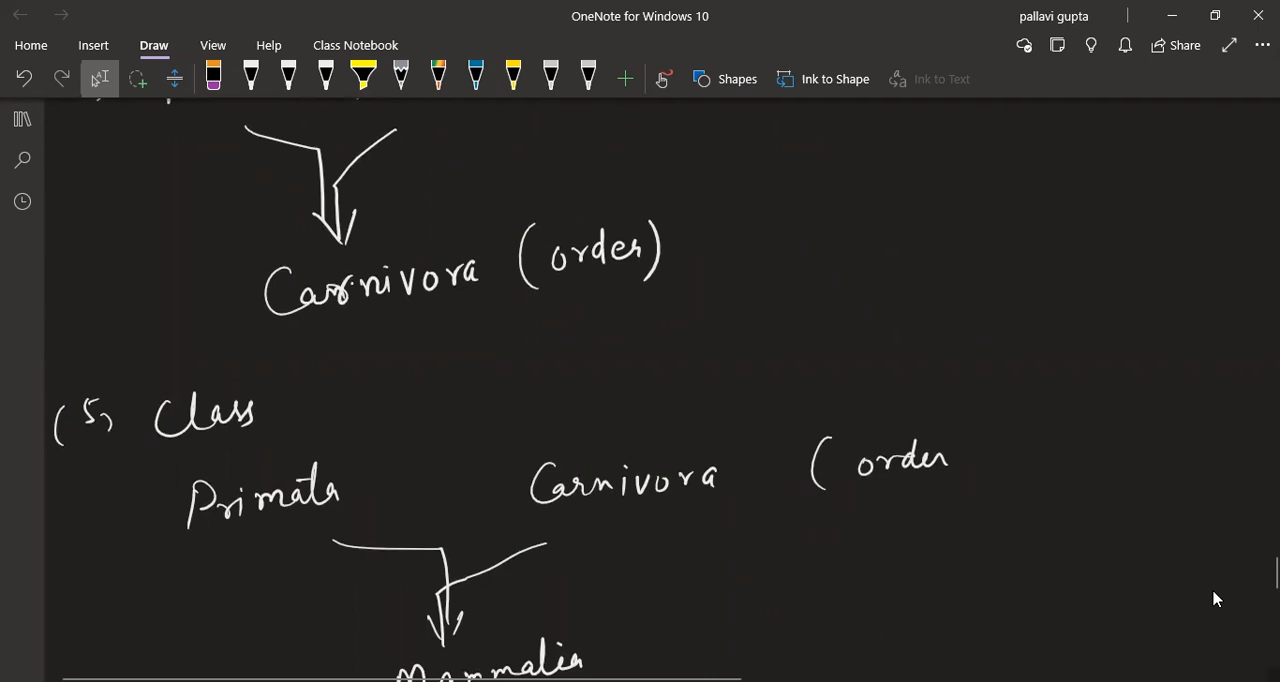 OneNote for Windows 10
pallavi gupta
Home Insert Draw View Help Class Notebook
Share
Shapes Ink to Shape Ink to Text
Carnivora (order)
(5) Class
Primata Carnivora ( order
Mammalia